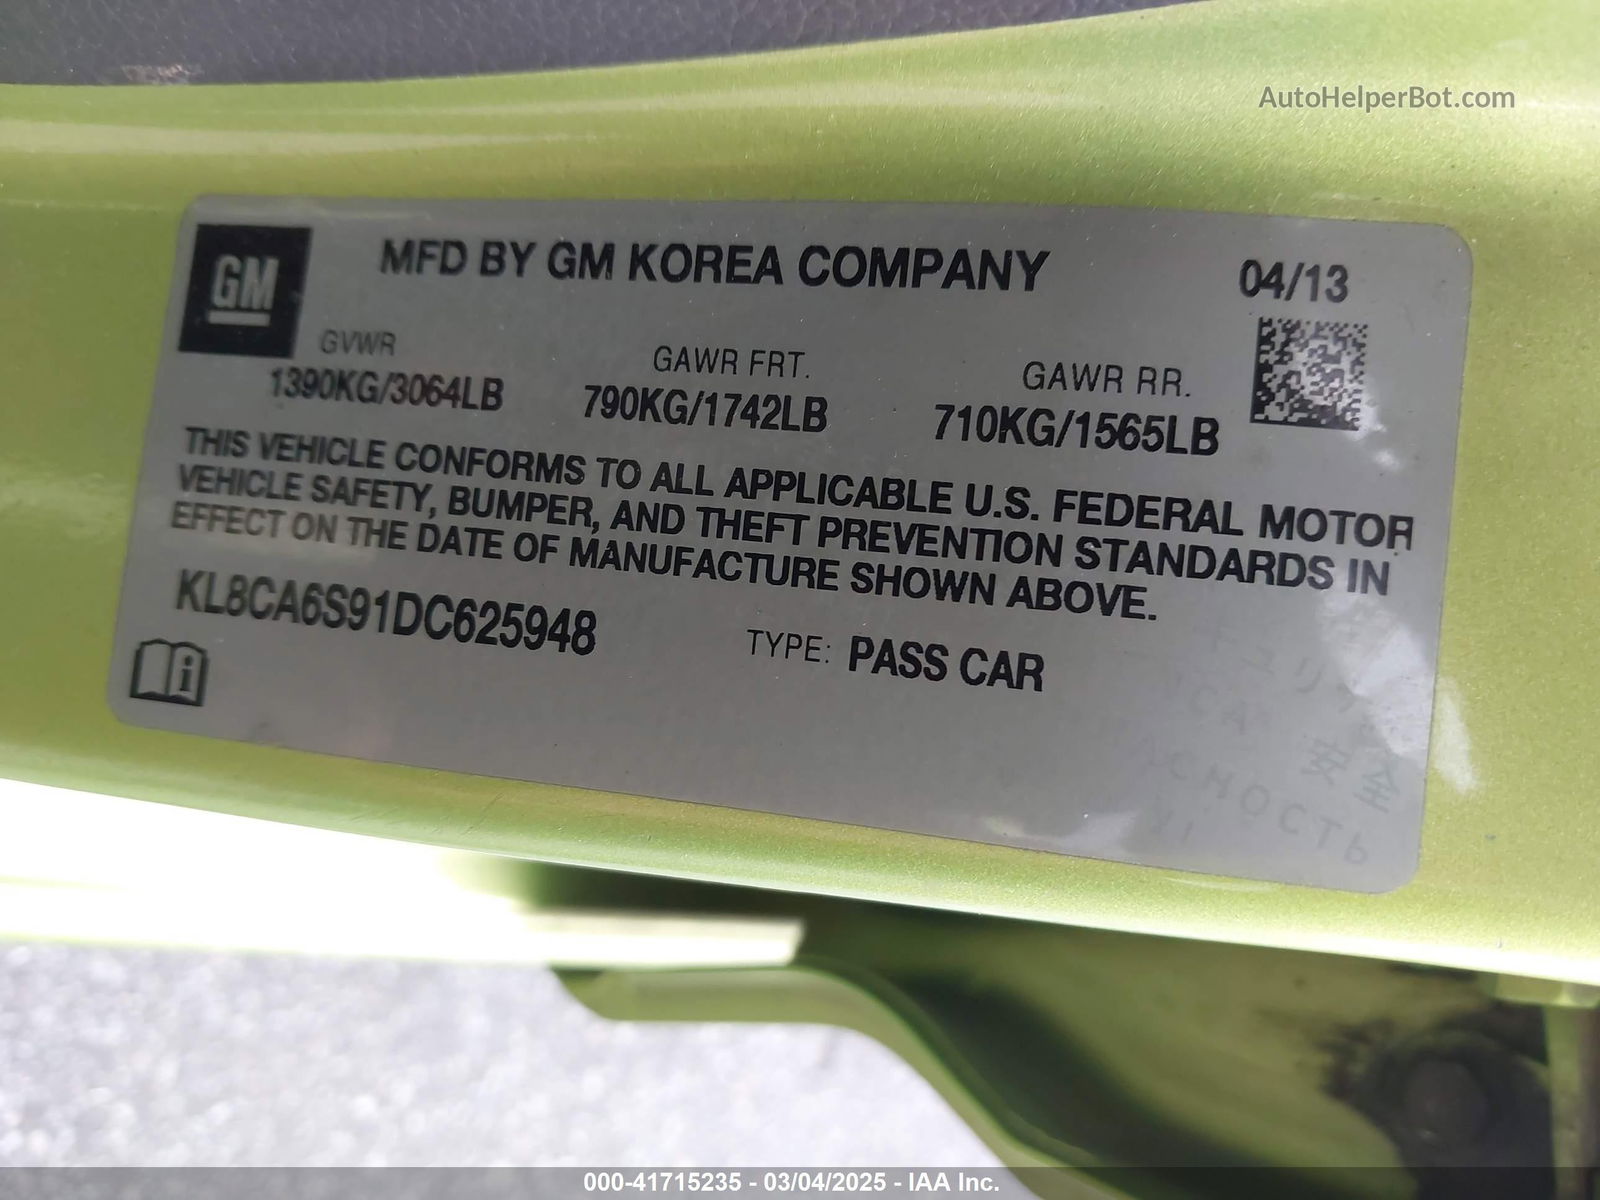 AutoHelperBot.com
GM
MFD BY GM KOREA COMPANY
04/13
GVWR
1390KG/3064LB
GAWR FRT.
790KG/1742LB
GAWR RR.
710KG/1565LB
THIS VEHICLE CONFORMS TO ALL APPLICABLE U.S. FEDERAL MOTOR
VEHICLE SAFETY, BUMPER, AND THEFT PREVENTION STANDARDS IN
EFFECT ON THE DATE OF MANUFACTURE SHOWN ABOVE.
KL8CA6S91DC625948
TYPE: PASS CAR
000-41715235 - 03/04/2025 - IAA Inc.